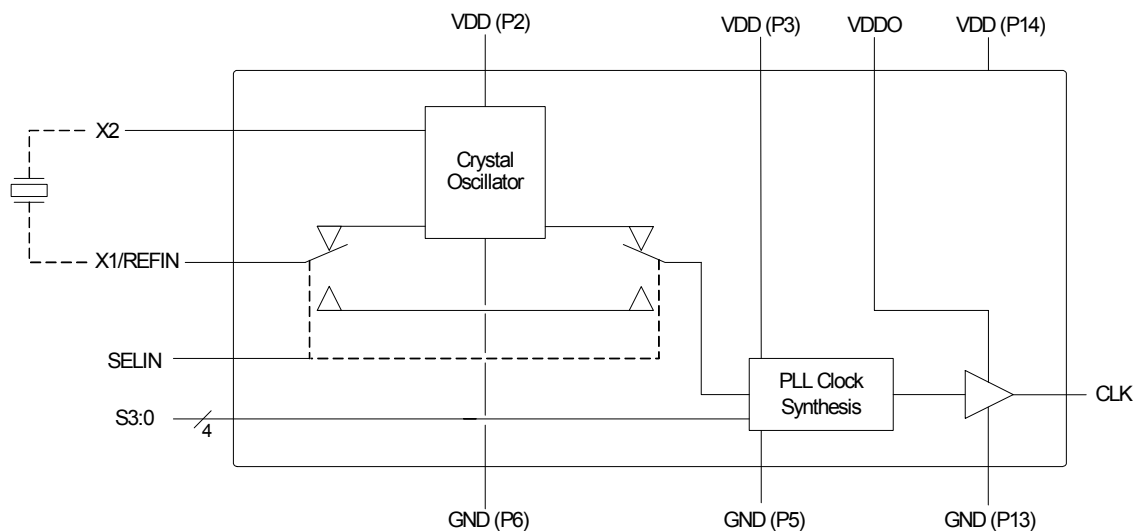 VDD (P2)
VDD (P3)
VDDO
VDD (P14)
X2
Crystal
Oscillator
X1/REFIN
SELIN
PLL Clock
Synthesis
CLK
S3:0
4
GND (P6)
GND (P5)
GND (P13)